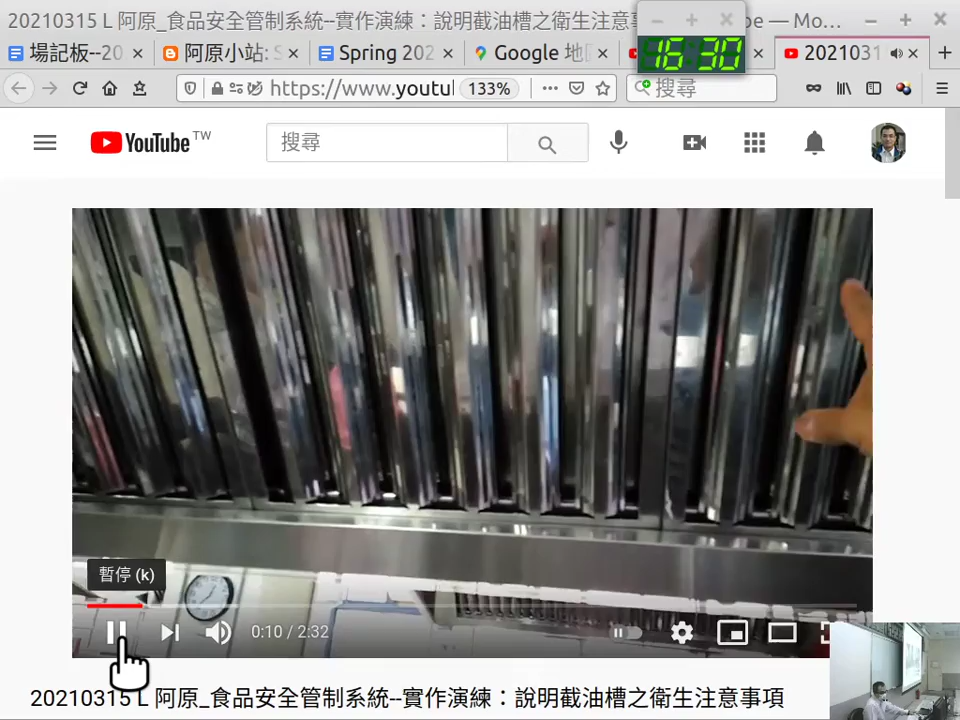 20210315 L 阿原_食品安全管制系統--實作演練：說明截油槽之衛生注意
be — Mo…
16:30
場記板--20
阿原小站: S
Spring 202
Google 地
2021031
https://www.youtu
133%
搜尋
YouTube TW
搜尋
暫停 (k)
0:10 / 2:32
20210315 L 阿原_食品安全管制系統--實作演練：說明截油槽之衛生注意事項